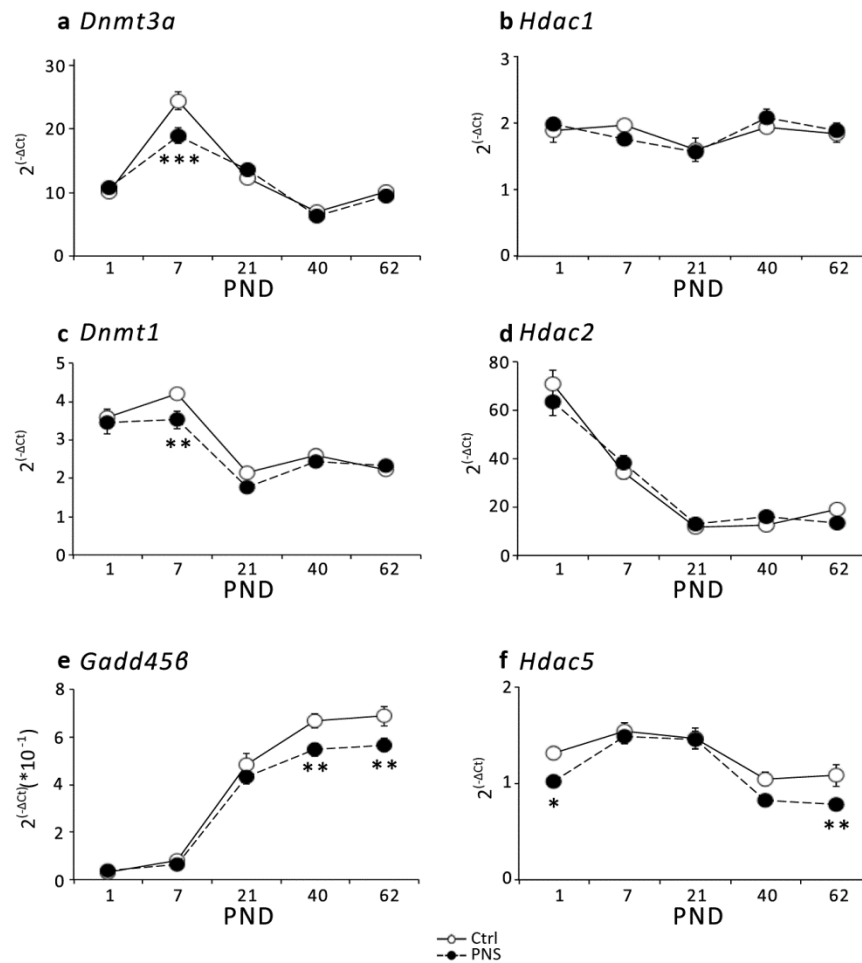 a Dnmt3a
30
20
10
0
2(-ΔCt)
***
1 7 21 40 62
PND
b Hdac1
3
2
1
0
2(-ΔCt)
1 7 21 40 62
PND
c Dnmt1
5
4
3
2
1
0
2(-ΔCt)
**
1 7 21 40 62
PND
d Hdac2
80
60
40
20
0
2(-ΔCt)
1 7 21 40 62
PND
e Gadd45β
8
6
4
2
0
2(-ΔCt)(*10-1)
** **
1 7 21 40 62
PND
f Hdac5
2
1
0
2(-ΔCt)
* **
1 7 21 40 62
PND
Ctrl
PNS